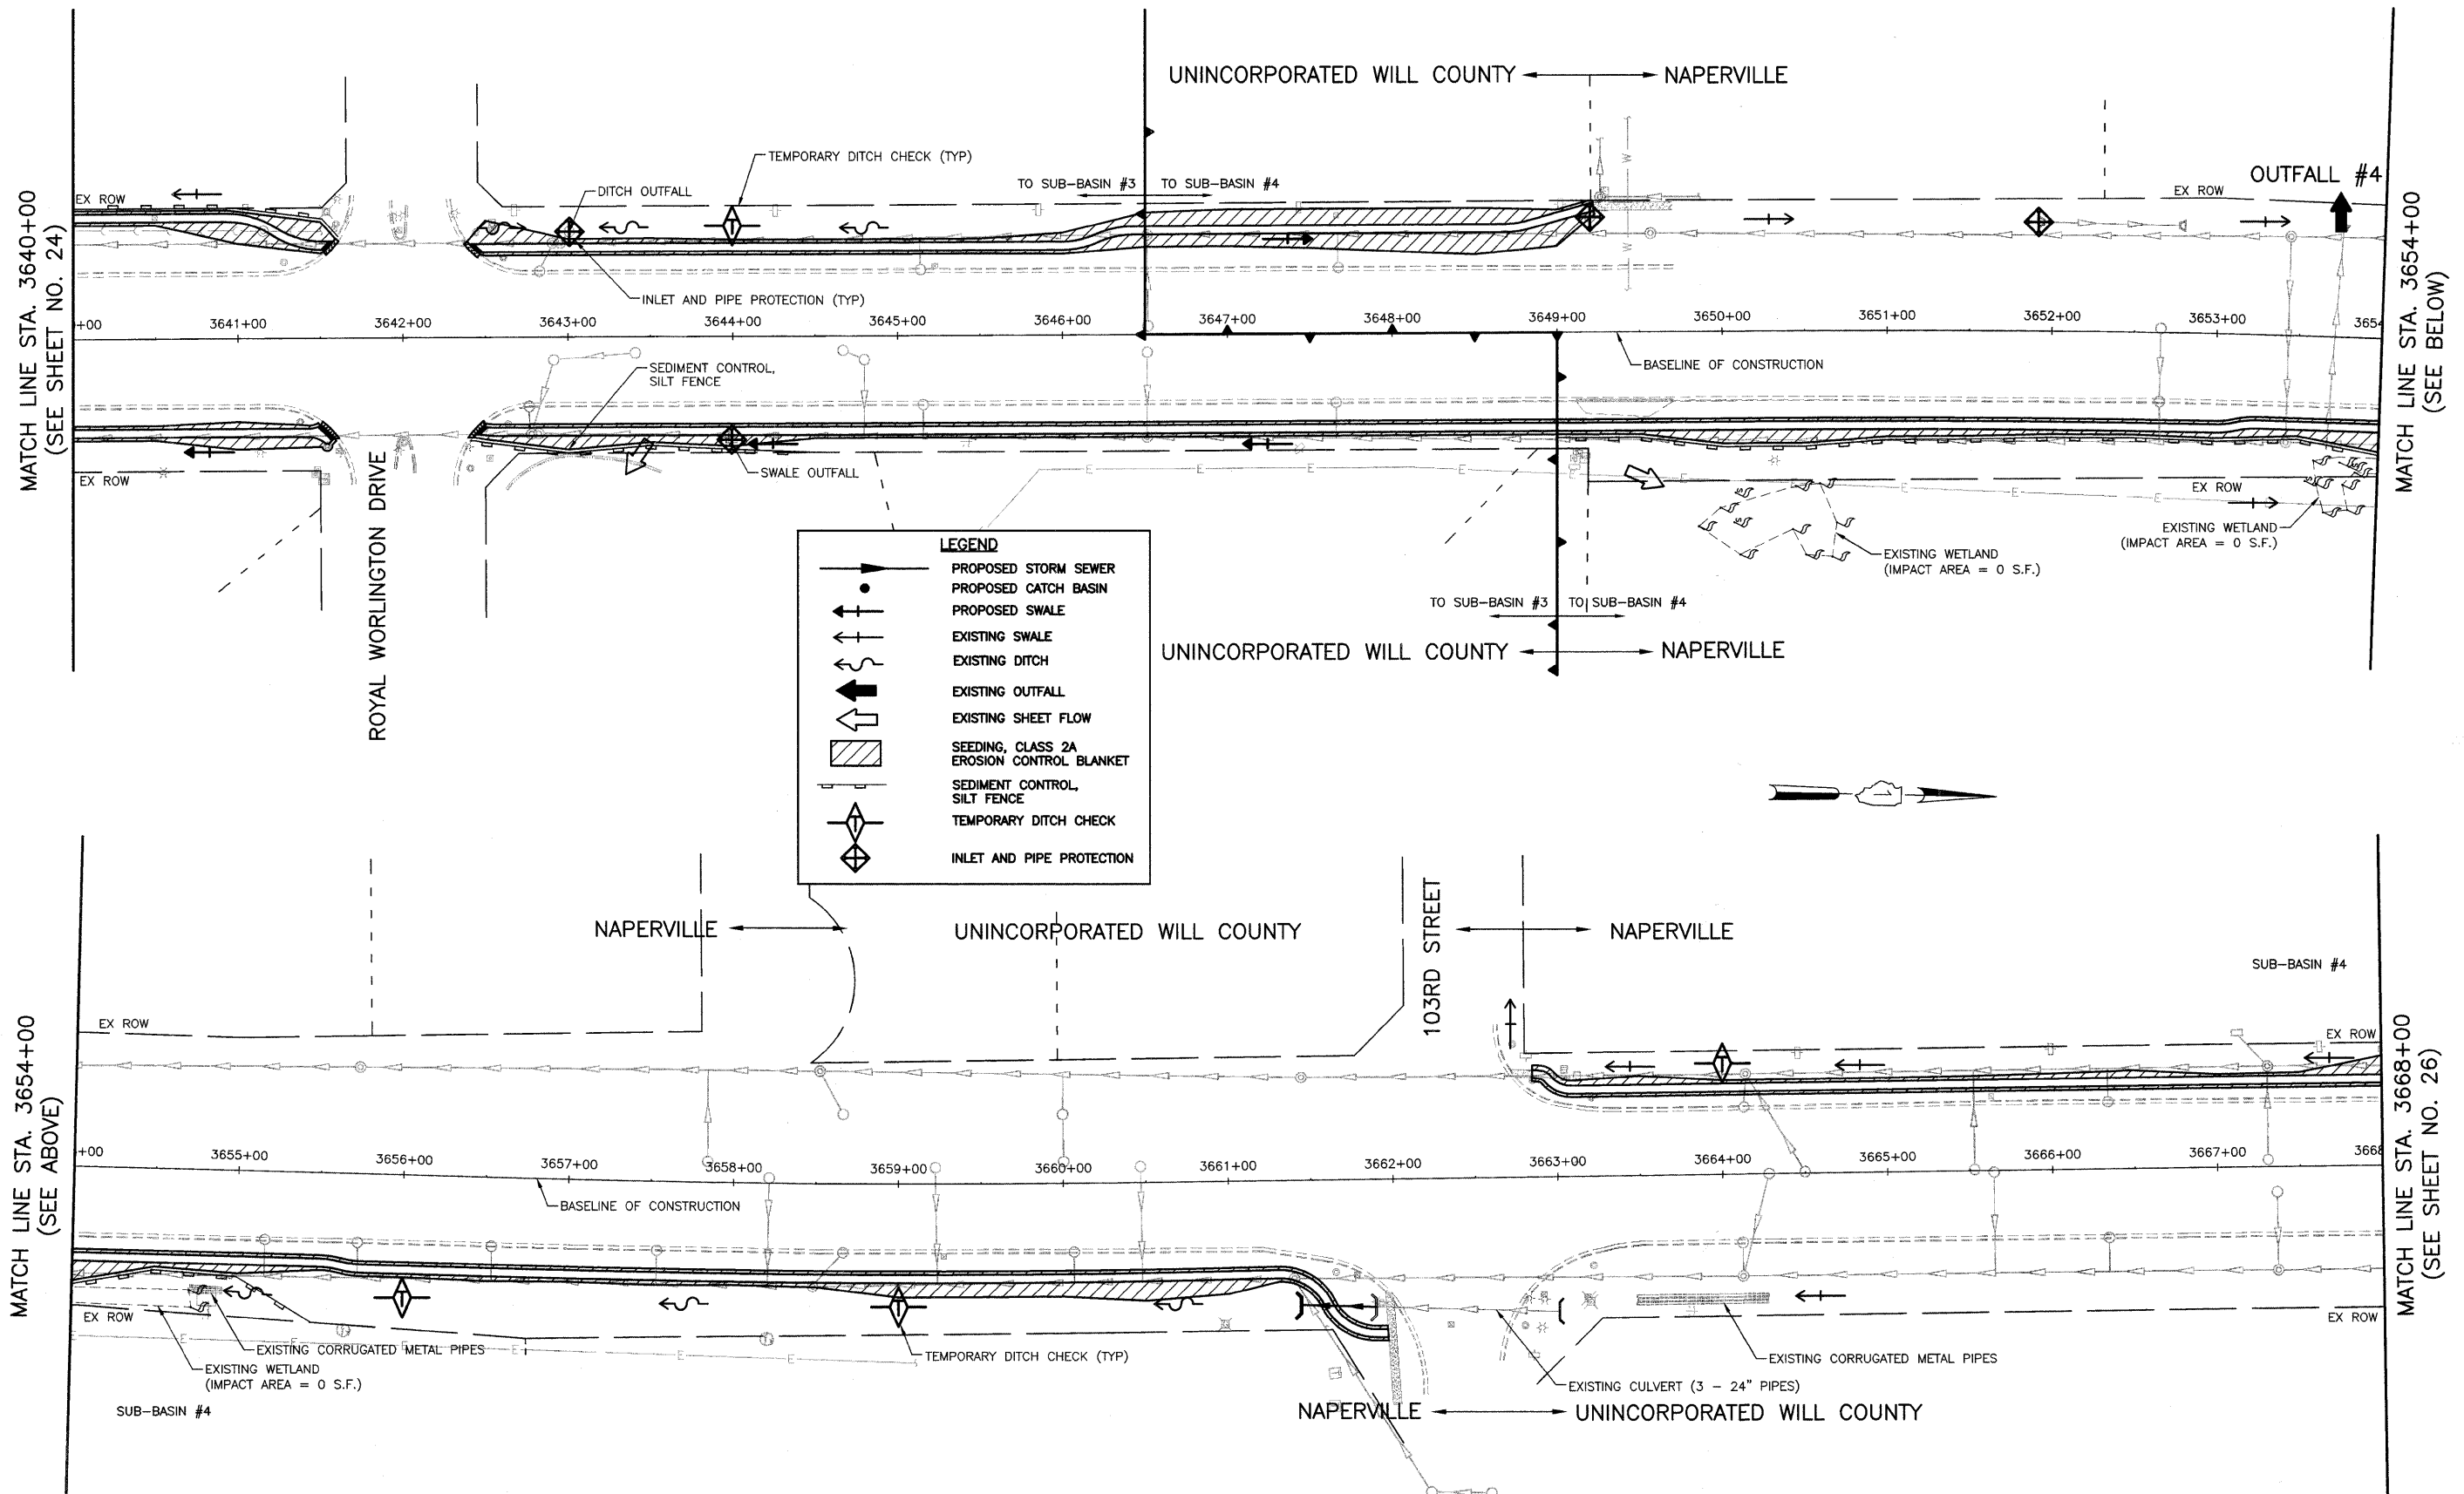 UNINCORPORATED WILL COUNTY
NAPERVILLE
TEMPORARY DITCH CHECK (TYP)
DITCH OUTFALL
TO SUB-BASIN #3
TO SUB-BASIN #4
OUTFALL #4
EX ROW
EX ROW
MATCH LINE STA. 3640+00
(SEE SHEET NO. 24)
MATCH LINE STA. 3654+00
(SEE BELOW)
W
W
INLET AND PIPE PROTECTION (TYP)
+00
3641+00
3642+00
3643+00
3644+00
3645+00
3646+00
3647+00
3648+00
3649+00
3650+00
3651+00
3652+00
3653+00
3654
SEDIMENT CONTROL,
SILT FENCE
BASELINE OF CONSTRUCTION
SWALE OUTFALL
EX ROW
E
E
E
E
E
E
E
E
EX ROW
ROYAL WORLINGTON DRIVE
EXISTING WETLAND
(IMPACT AREA = 0 S.F.)
EXISTING WETLAND
(IMPACT AREA = 0 S.F.)
TO SUB-BASIN #3
TO SUB-BASIN #4
UNINCORPORATED WILL COUNTY
NAPERVILLE
LEGEND
PROPOSED STORM SEWER
PROPOSED CATCH BASIN
PROPOSED SWALE
EXISTING SWALE
EXISTING DITCH
EXISTING OUTFALL
EXISTING SHEET FLOW
SEEDING, CLASS 2A
EROSION CONTROL BLANKET
SEDIMENT CONTROL,
SILT FENCE
T
TEMPORARY DITCH CHECK
INLET AND PIPE PROTECTION
NAPERVILLE
UNINCORPORATED WILL COUNTY
103RD STREET
NAPERVILLE
SUB-BASIN #4
EX ROW
EX ROW
MATCH LINE STA. 3654+00
(SEE ABOVE)
MATCH LINE STA. 3668+00
(SEE SHEET NO. 26)
T
+00
3655+00
3656+00
3657+00
3658+00
3659+00
3660+00
3661+00
3662+00
3663+00
3664+00
3665+00
3666+00
3667+00
3668
BASELINE OF CONSTRUCTION
T
T
EX ROW
EX ROW
E
E
E
E
E
EXISTING CORRUGATED METAL PIPES
EXISTING WETLAND
(IMPACT AREA = 0 S.F.)
TEMPORARY DITCH CHECK (TYP)
EXISTING CORRUGATED METAL PIPES
EXISTING CULVERT (3 - 24" PIPES)
SUB-BASIN #4
NAPERVILLE
UNINCORPORATED WILL COUNTY